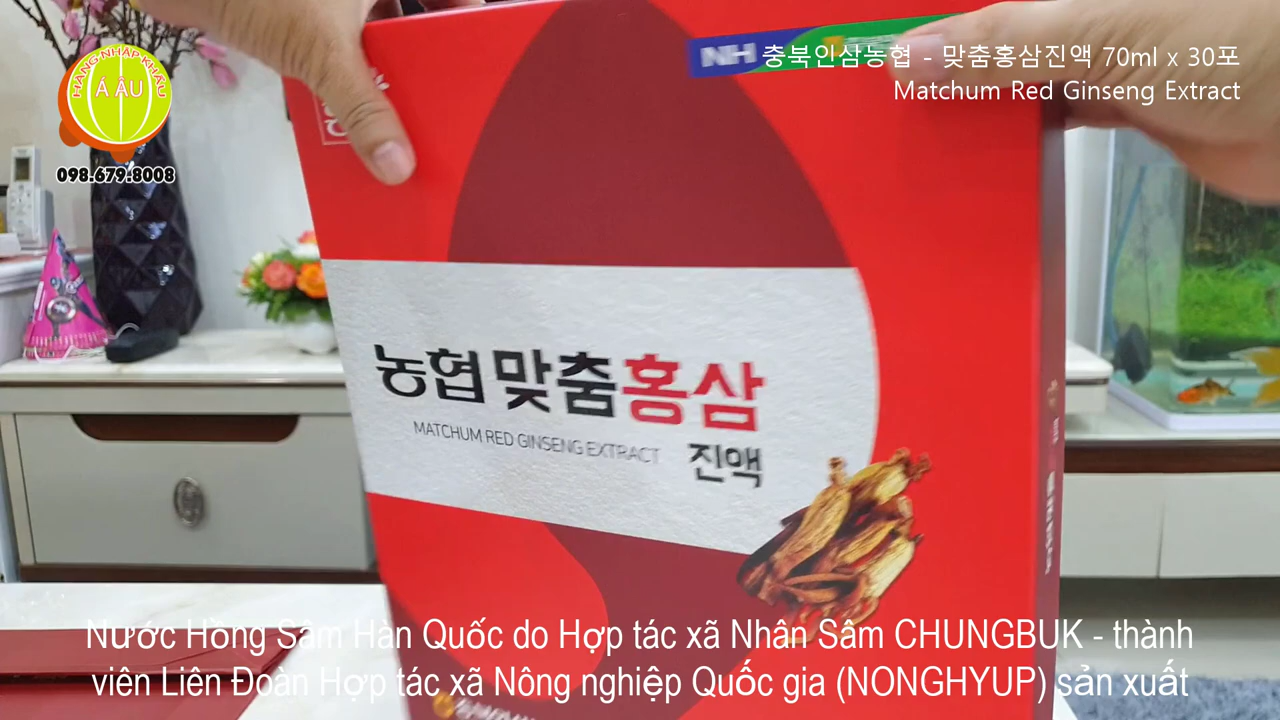 HÀNG NHẬP KHẨU
Á ÂU
098.679.8008
NH 충북인삼농협 - 맞춤홍삼진액 70ml x 30포
Matchum Red Ginseng Extract
농협 맞춤홍삼
MATCHUM RED GINSENG EXTRACT 진액
Nước Hồng Sâm Hàn Quốc do Hợp tác xã Nhân Sâm CHUNGBUK - thành
viên Liên Đoàn Hợp tác xã Nông nghiệp Quốc gia (NONGHYUP) sản xuất